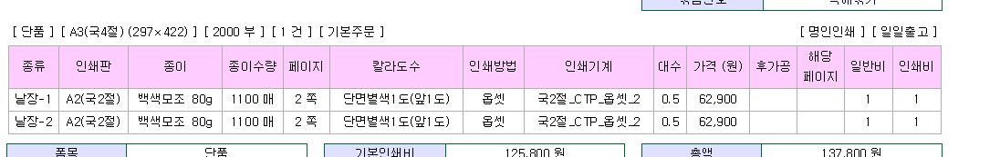 [ 단품 ] [ A3(국4절) (297×422) ] [ 2000 부 ] [ 1 건 ] [ 기본주문 ] [ 명인인쇄 ] [ 일일출고 ]
종류 인쇄판 종이 종이수량 페이지 칼라도수 인쇄방법 인쇄기계 대수 가격 (원) 후가공 해당 페이지 일반비 인쇄비
낱장-1 A2(국2절) 백색모조 80g 1100 매 2 쪽 단면별색1도(앞1도) 옵셋 국2절_CTP_옵셋_2 0.5 62,900 1 1
낱장-2 A2(국2절) 백색모조 80g 1100 매 2 쪽 단면별색1도(앞1도) 옵셋 국2절_CTP_옵셋_2 0.5 62,900 1 1
품목 단품 기본인쇄비 125,800 원 총액 137,800 원